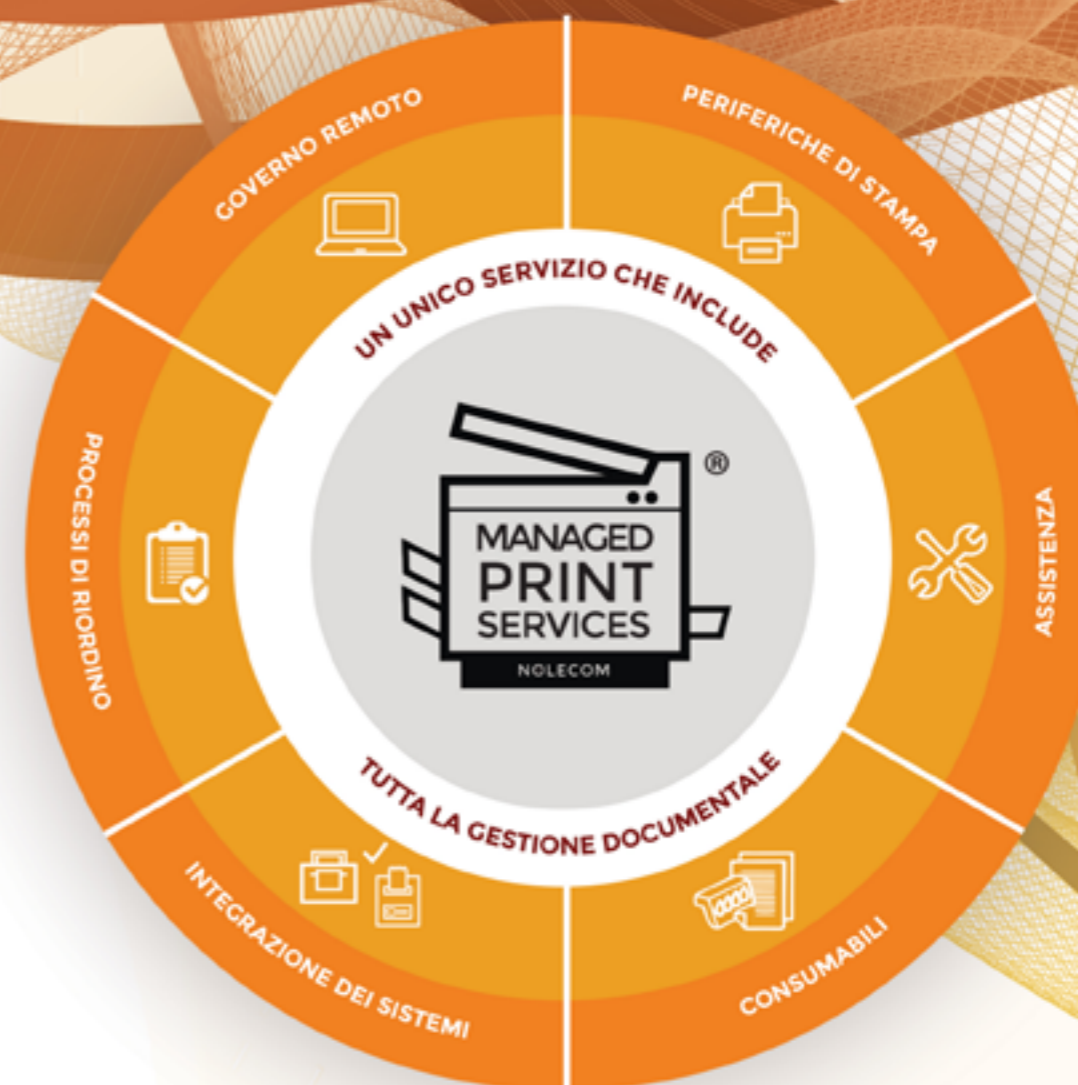 GOVERNO REMOTO
PERIFERICHE DI STAMPA
UN UNICO SERVIZIO CHE INCLUDE
®
MANAGED
PRINT
SERVICES
NOLECOM
PROCESSI DI RIORDINO
ASSISTENZA
TUTTA LA GESTIONE DOCUMENTALE
INTEGRAZIONE DEI SISTEMI
CONSUMABILI